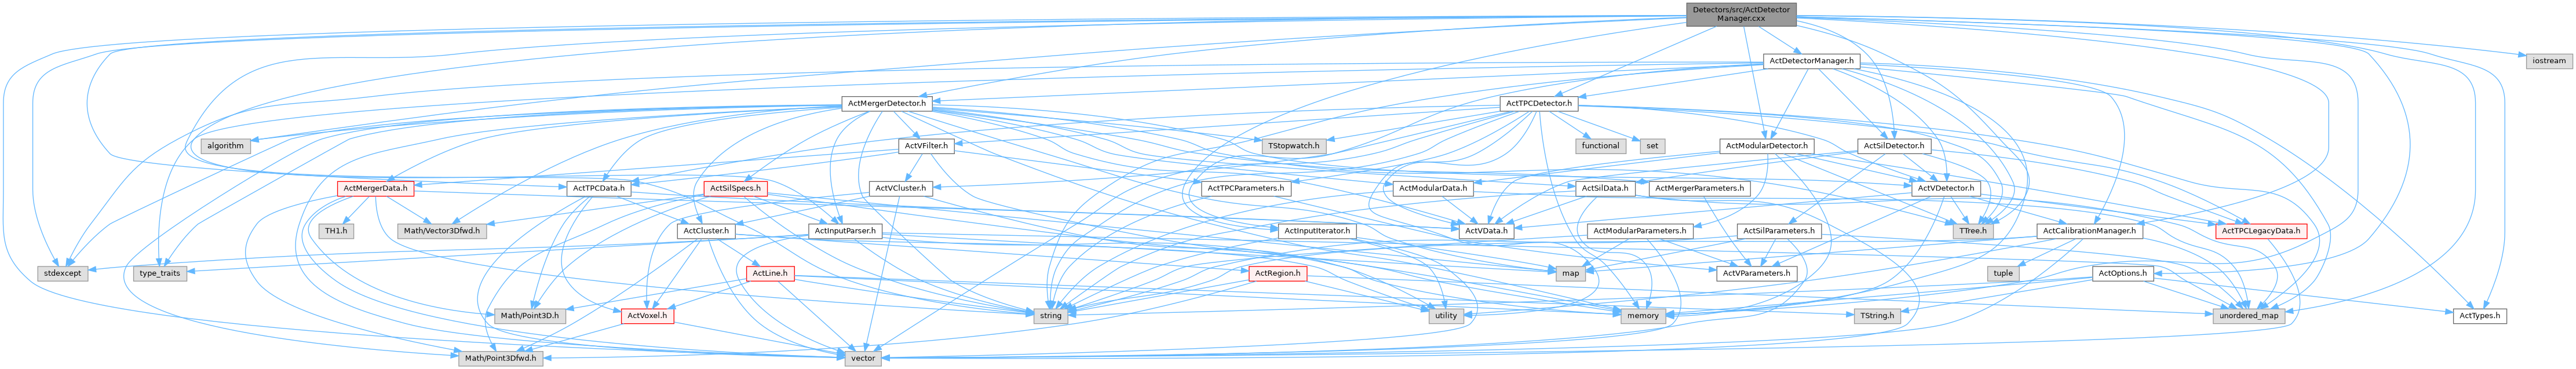 Detectors/src/ActDetector
Manager.cxx
ActDetectorManager.h
iostream
ActMergerDetector.h
ActTPCDetector.h
algorithm
ActVFilter.h
TStopwatch.h
functional
set
ActModularDetector.h
ActSilDetector.h
ActMergerData.h
ActTPCData.h
ActSilSpecs.h
ActVCluster.h
ActTPCParameters.h
ActModularData.h
ActSilData.h
ActMergerParameters.h
ActVDetector.h
TH1.h
Math/Vector3Dfwd.h
ActCluster.h
ActInputParser.h
ActInputIterator.h
ActVData.h
ActModularParameters.h
ActSilParameters.h
TTree.h
ActCalibrationManager.h
ActTPCLegacyData.h
stdexcept
type_traits
ActLine.h
ActRegion.h
map
ActVParameters.h
tuple
ActOptions.h
Math/Point3D.h
ActVoxel.h
string
utility
memory
TString.h
unordered_map
ActTypes.h
Math/Point3Dfwd.h
vector